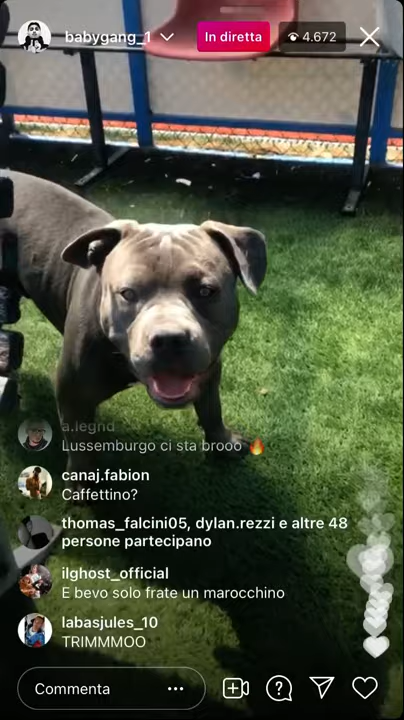 babygang_1
In diretta
4.672
a.legnd
Lussemburgo ci sta brooo 🔥
canaj.fabion
Caffettino?
thomas_falcini05, dylan.rezzi e altre 48
persone partecipano
ilghost_official
E bevo solo frate un marocchino
labasjules_10
TRIMMMOO
Commenta